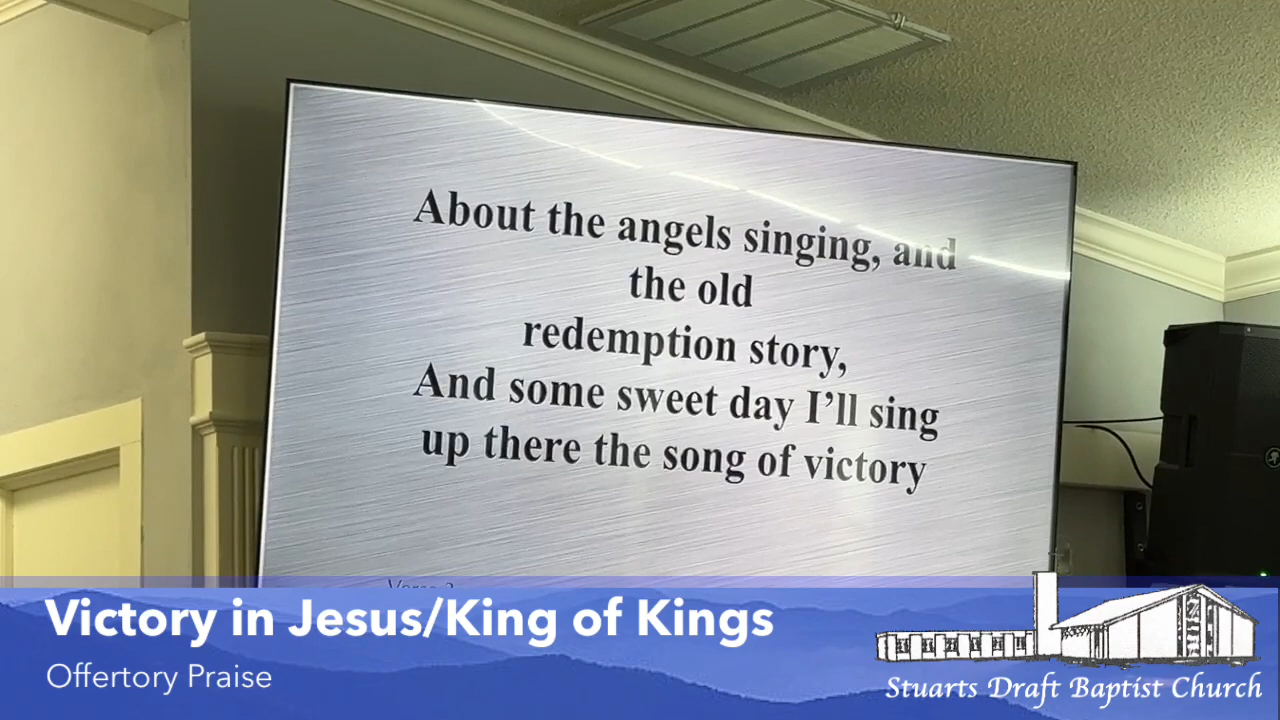 About the angels singing, and
the old
redemption story,
And some sweet day I’ll sing
up there the song of victory
Victory in Jesus/King of Kings
Offertory Praise
Stuarts Draft Baptist Church